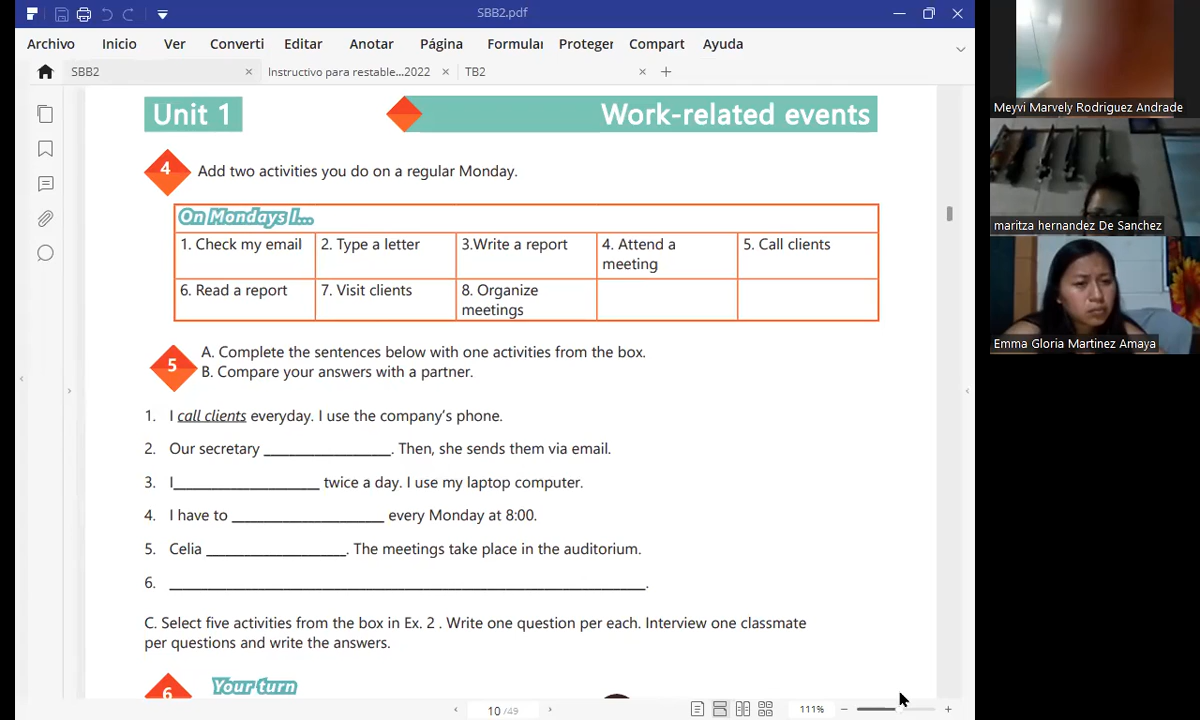 SBB2.pdf
Archivo Inicio Ver Converti Editar Anotar Página Formular Proteger Compart Ayuda
SBB2 Instructivo para restable...2022 TB2
Unit 1 Work-related events
4 Add two activities you do on a regular Monday.
On Mondays I...
1. Check my email 2. Type a letter 3.Write a report 4. Attend a meeting 5. Call clients
6. Read a report 7. Visit clients 8. Organize meetings
5 A. Complete the sentences below with one activities from the box.
B. Compare your answers with a partner.
1. I call clients everyday. I use the company's phone.
2. Our secretary _________________. Then, she sends them via email.
3. I____________________ twice a day. I use my laptop computer.
4. I have to _____________________ every Monday at 8:00.
5. Celia ___________________. The meetings take place in the auditorium.
6. _________________________________________________________________.
C. Select five activities from the box in Ex. 2 . Write one question per each. Interview one classmate
per questions and write the answers.
6 Your turn
10 /49 111%
Meyvi Marvely Rodriguez Andrade
maritza hernandez De Sanchez
Emma Gloria Martinez Amaya